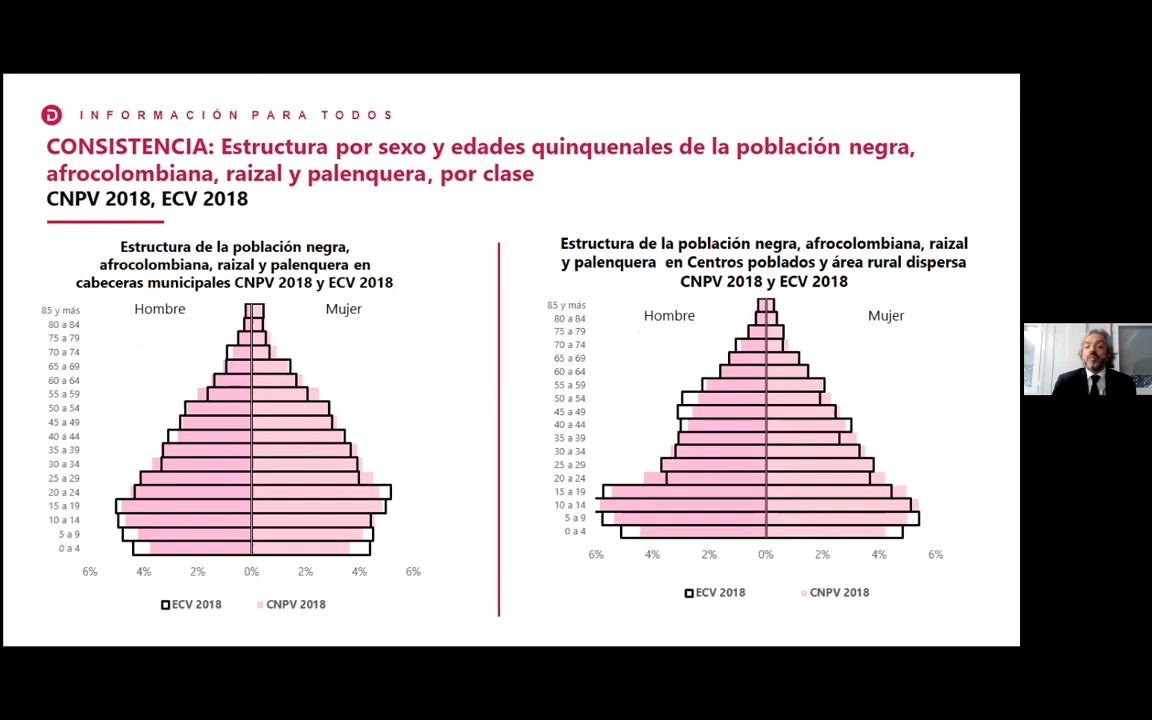 INFORMACIÓN PARA TODOS
CONSISTENCIA: Estructura por sexo y edades quinquenales de la población negra,
afrocolombiana, raizal y palenquera, por clase
CNPV 2018, ECV 2018
Estructura de la población negra,
afrocolombiana, raizal y palenquera en
cabeceras municipales CNPV 2018 y ECV 2018
Hombre
Mujer
85 y más
80 a 84
75 a 79
70 a 74
65 a 69
60 a 64
55 a 59
50 a 54
45 a 49
40 a 44
35 a 39
30 a 34
25 a 29
20 a 24
15 a 19
10 a 14
5 a 9
0 a 4
6% 4% 2% 0% 2% 4% 6%
ECV 2018 CNPV 2018
Estructura de la población negra, afrocolombiana, raizal
y palenquera en Centros poblados y área rural dispersa
CNPV 2018 y ECV 2018
Hombre
Mujer
85 y más
80 a 84
75 a 79
70 a 74
65 a 69
60 a 64
55 a 59
50 a 54
45 a 49
40 a 44
35 a 39
30 a 34
25 a 29
20 a 24
15 a 19
10 a 14
5 a 9
0 a 4
6% 4% 2% 0% 2% 4% 6%
ECV 2018 CNPV 2018